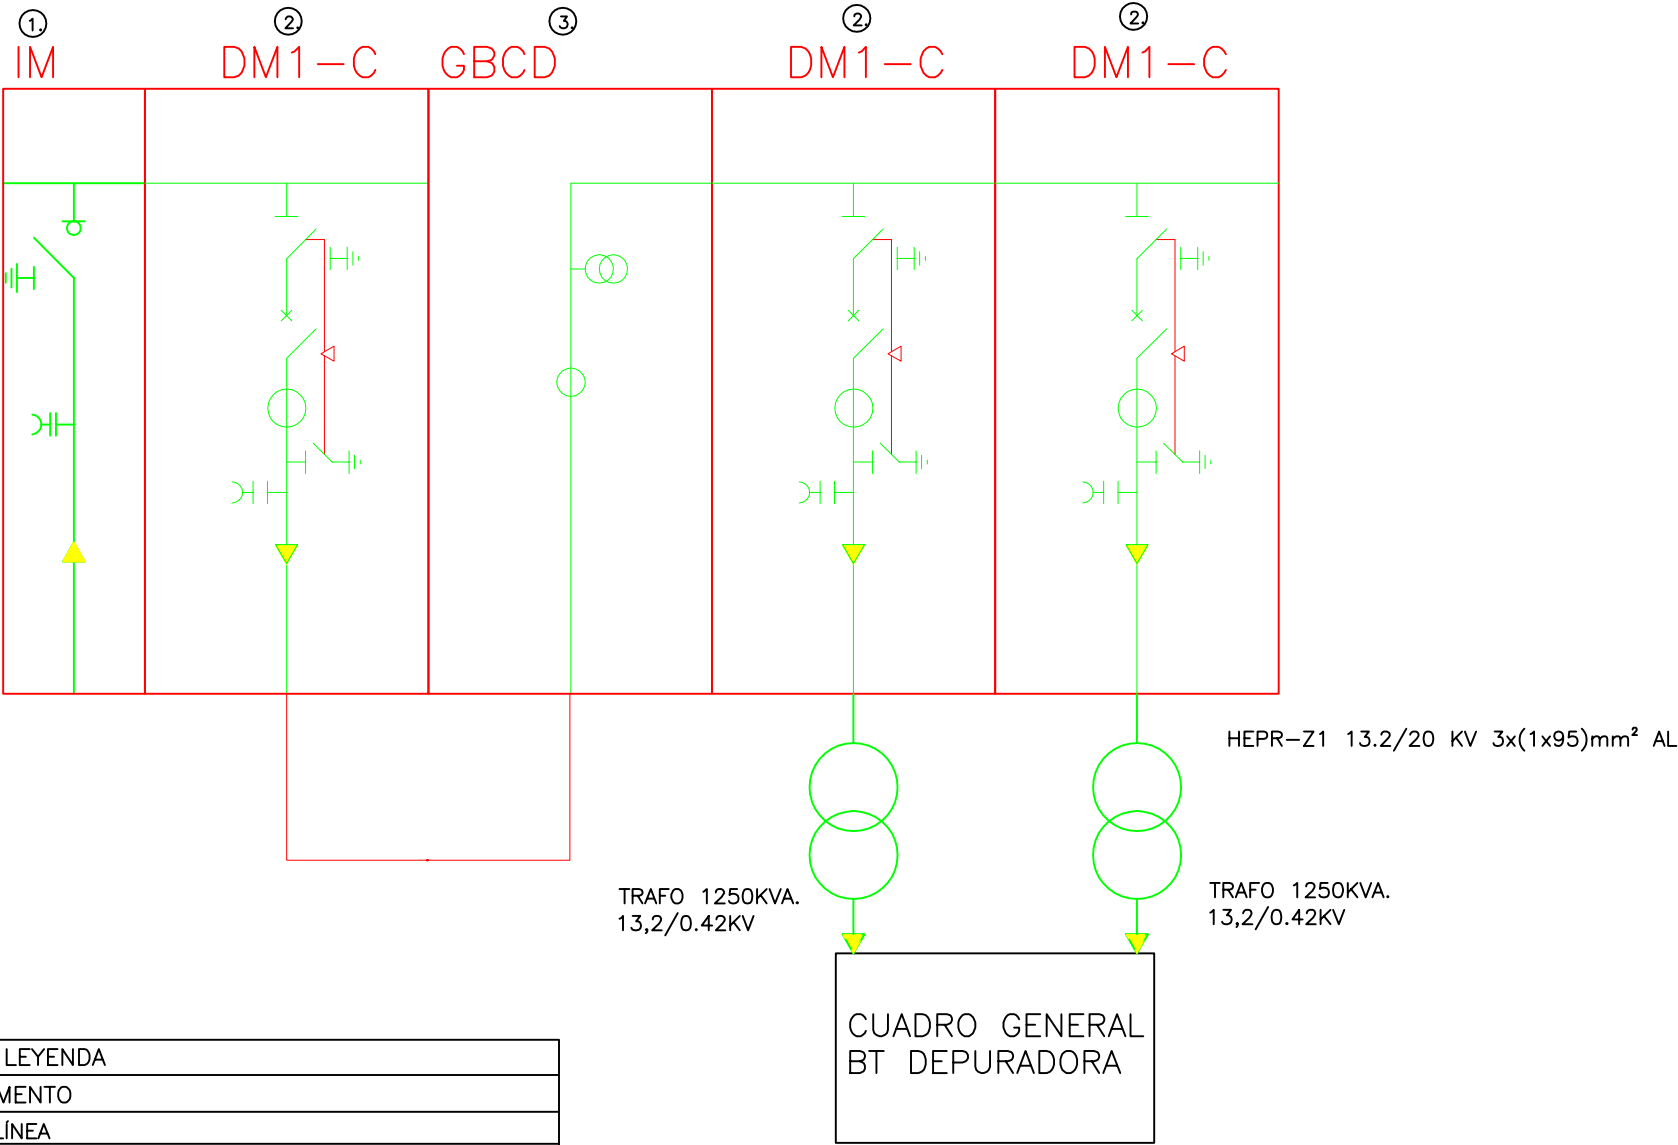 1.
2.
3.
2.
2.
IM
DM1-C
GBCD
DM1-C
DM1-C
HEPR-Z1 13.2/20 KV 3x(1x95)mm² AL
TRAFO 1250KVA.
13,2/0.42KV
TRAFO 1250KVA.
13,2/0.42KV
CUADRO GENERAL
BT DEPURADORA
LEYENDA
MENTO
LÍNEA